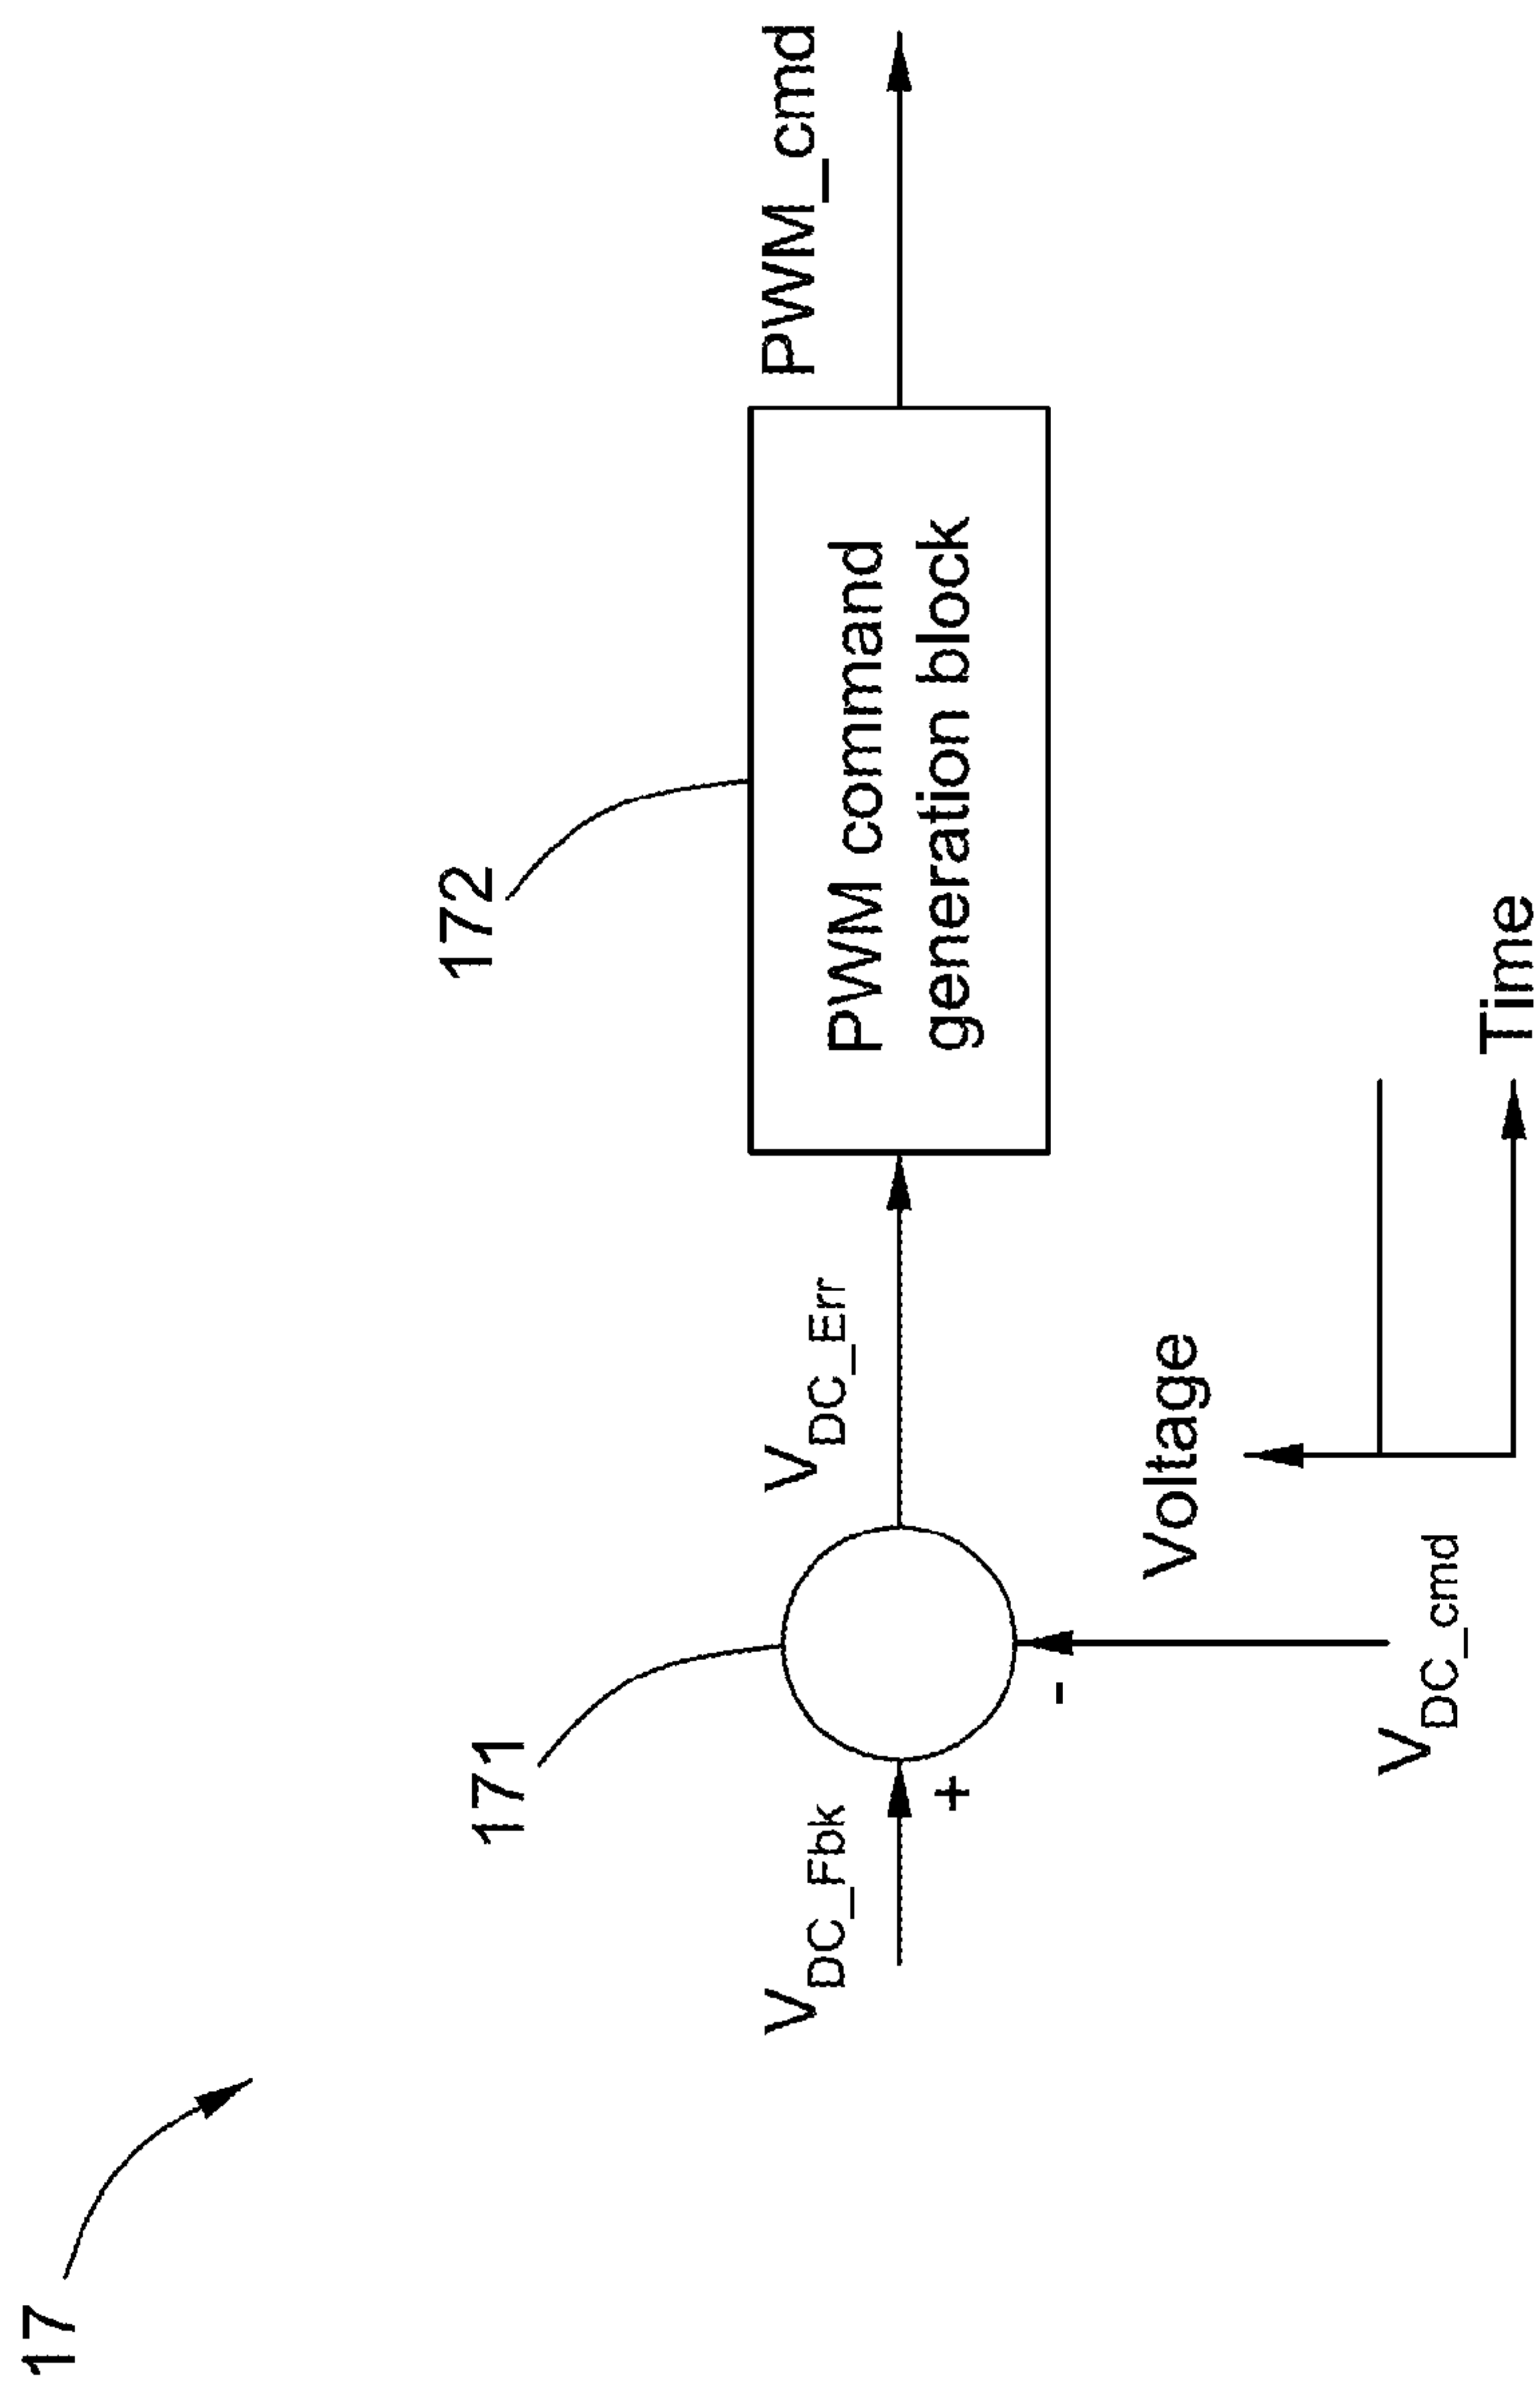 17
171
172
V_DC_Fbk
+
-
V_DC_Err
PWM command
generation block
PWM_cmd
V_DC_cmd
Voltage
Time